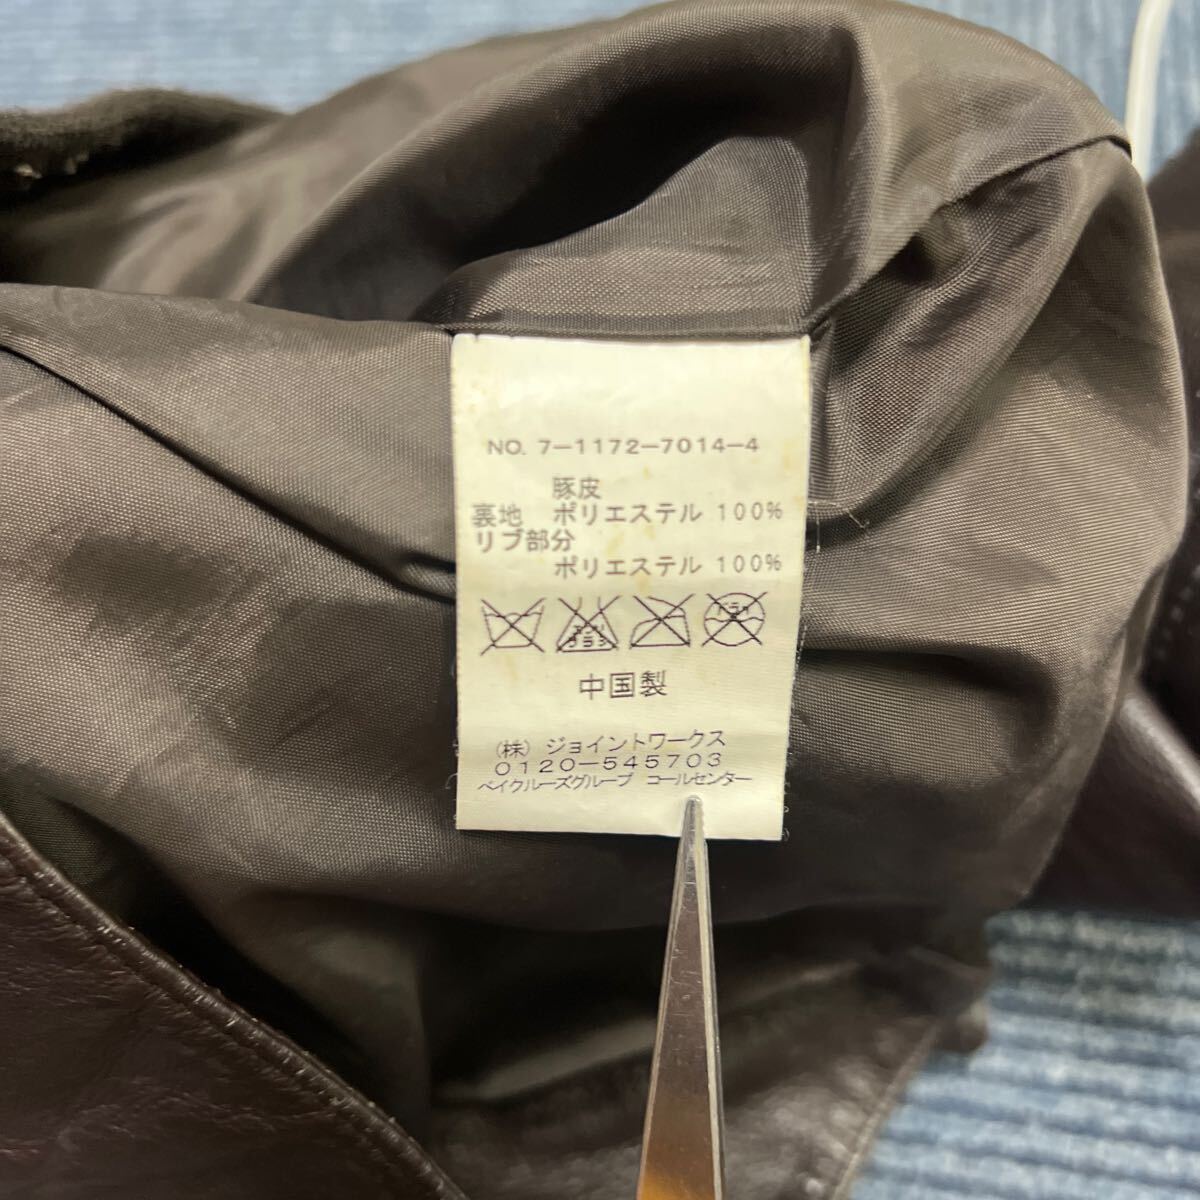 NO. 7-1172-7014-4
豚皮
裏地 ポリエステル 100%
リブ部分
ポリエステル 100%
ドライ
中国製
(株) ジョイントワークス
0120-545703
ベイクルーズグループ コールセンター